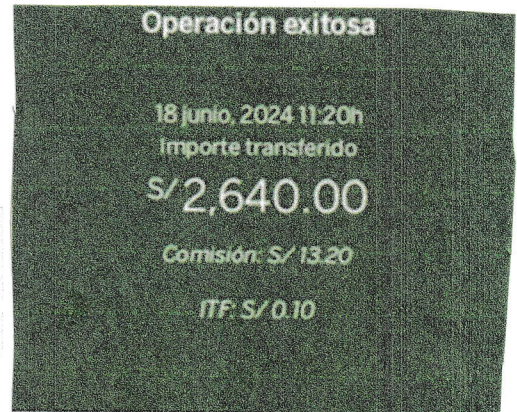 Operación exitosa
18 junio, 2024 11:20h
Importe transferido
S/ 2,640.00
Comisión: S/ 13.20
ITF: S/ 0.10